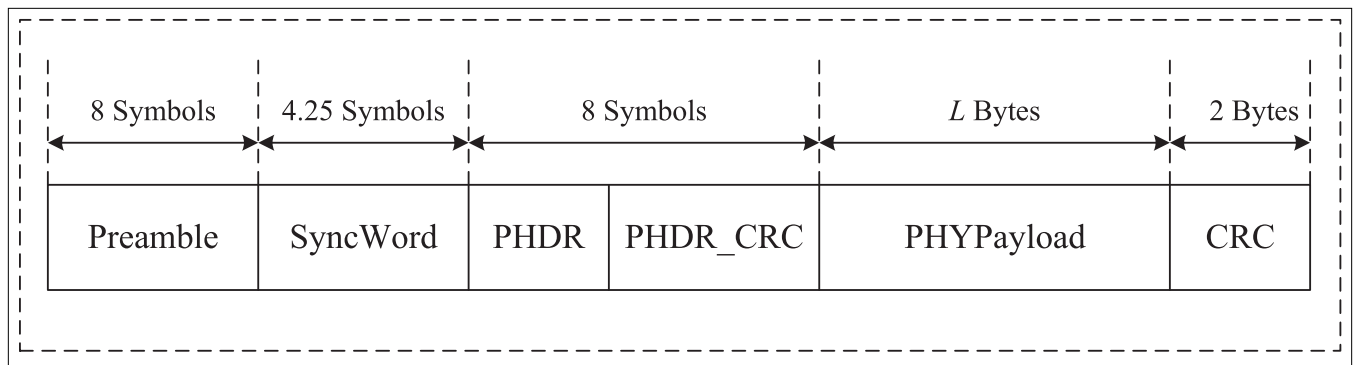 8 Symbols 4.25 Symbols 8 Symbols L Bytes 2 Bytes
Preamble SyncWord PHDR PHDR_CRC PHYPayload CRC